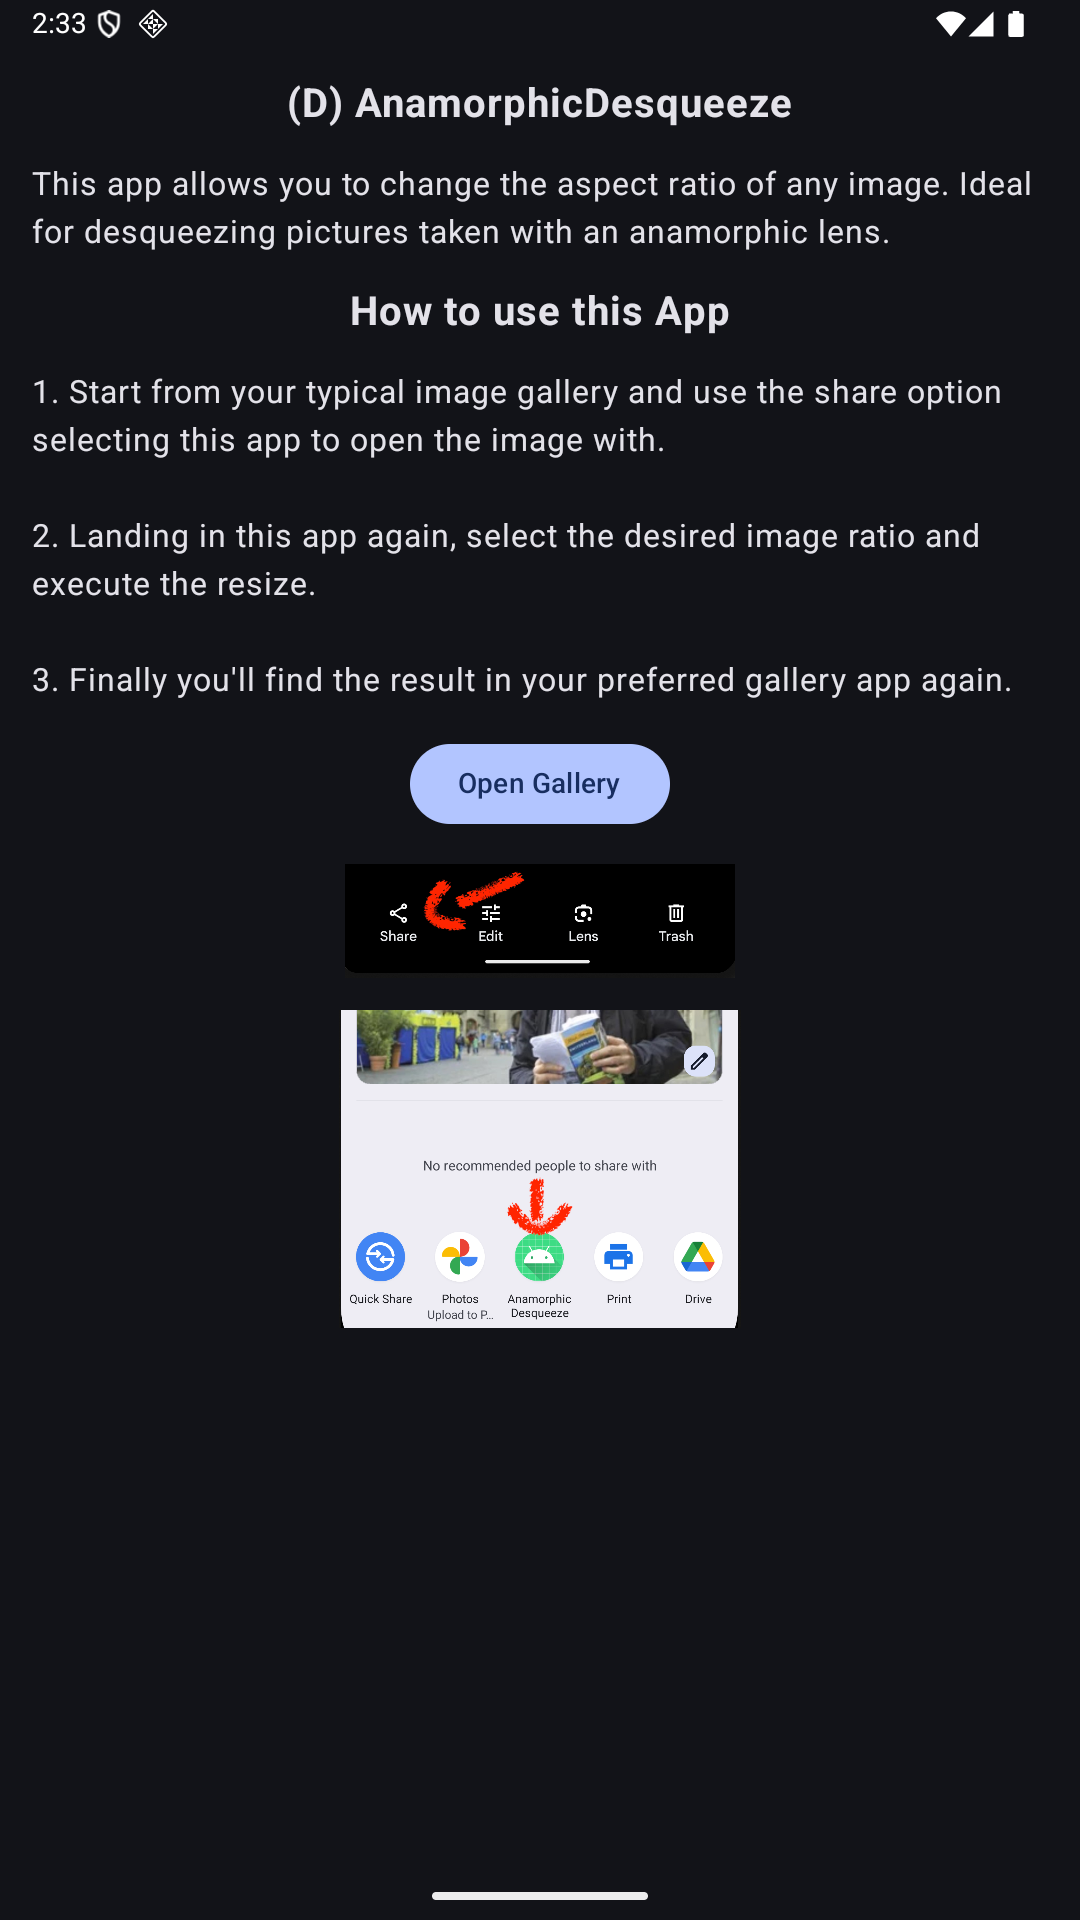 2:33
(D) AnamorphicDesqueeze
This app allows you to change the aspect ratio of any image. Ideal
for desqueezing pictures taken with an anamorphic lens.
How to use this App
1. Start from your typical image gallery and use the share option
selecting this app to open the image with.
2. Landing in this app again, select the desired image ratio and
execute the resize.
3. Finally you'll find the result in your preferred gallery app again.
Open Gallery
Share Edit Lens Trash
No recommended people to share with
Quick Share Photos Anamorphic Print Drive
Upload to P... Desqueeze